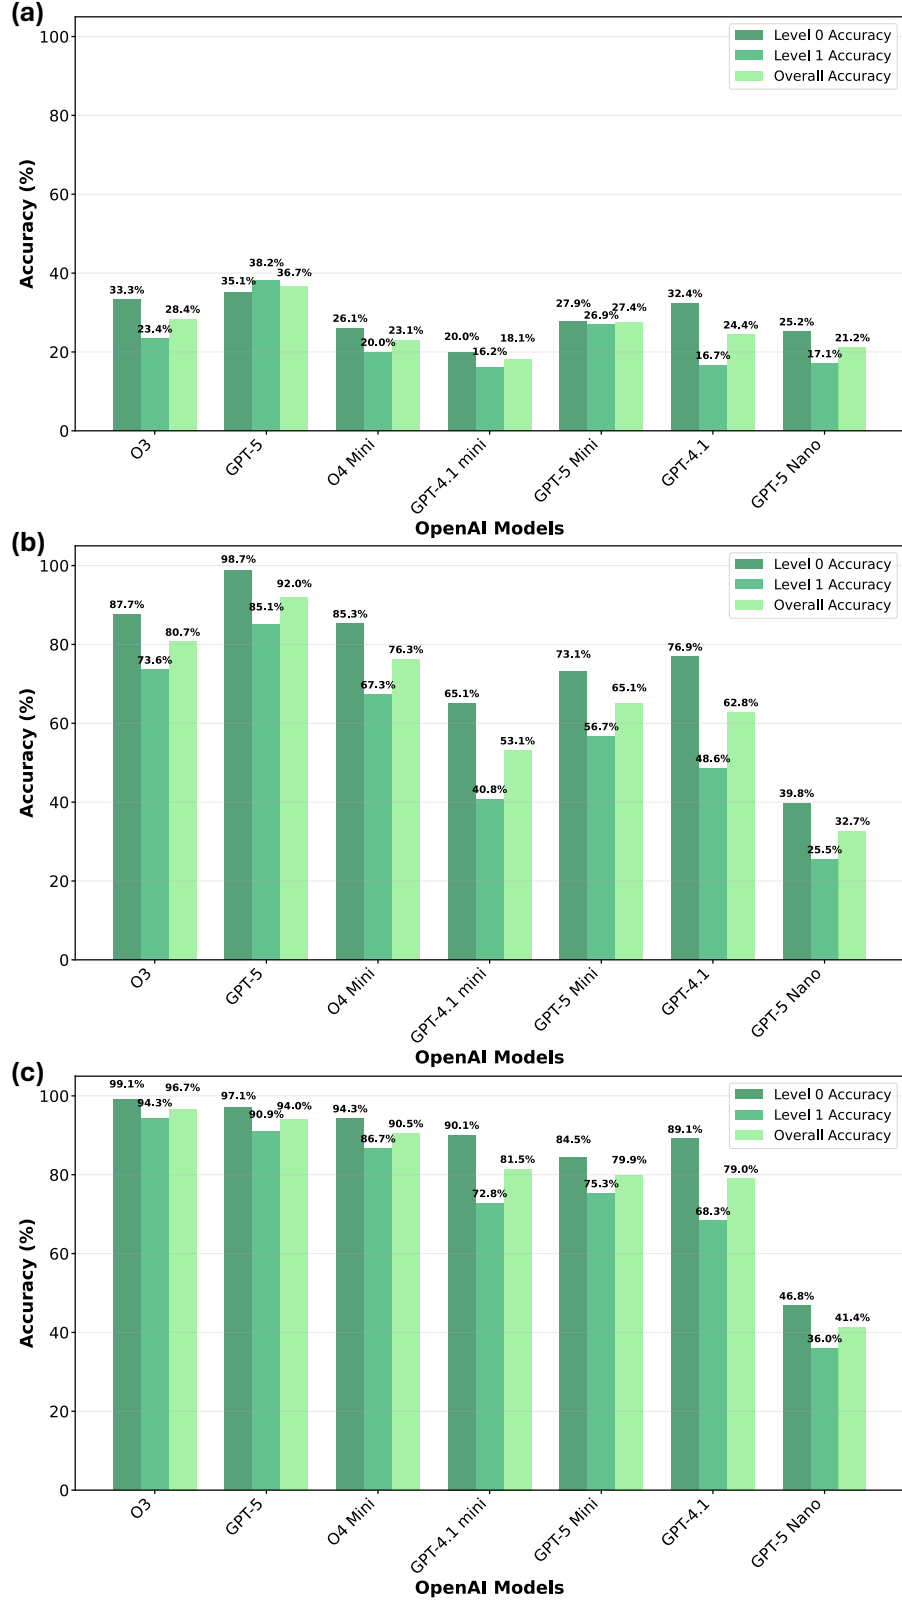 (a)
100
80
60
40
20
0
Accuracy (%)
Level 0 Accuracy
Level 1 Accuracy
Overall Accuracy
33.3%
23.4%
28.4%
35.1%
38.2%
36.7%
26.1%
20.0%
23.1%
20.0%
16.2%
18.1%
27.9%
26.9%
27.4%
32.4%
16.7%
24.4%
25.2%
17.1%
21.2%
O3
GPT-5
O4 Mini
GPT-4.1 mini
GPT-5 Mini
GPT-4.1
GPT-5 Nano
OpenAI Models
(b)
100
80
60
40
20
0
Accuracy (%)
Level 0 Accuracy
Level 1 Accuracy
Overall Accuracy
87.7%
73.6%
80.7%
98.7%
85.1%
92.0%
85.3%
67.3%
76.3%
65.1%
40.8%
53.1%
73.1%
56.7%
65.1%
76.9%
48.6%
62.8%
39.8%
25.5%
32.7%
O3
GPT-5
O4 Mini
GPT-4.1 mini
GPT-5 Mini
GPT-4.1
GPT-5 Nano
OpenAI Models
(c)
100
80
60
40
20
0
Accuracy (%)
Level 0 Accuracy
Level 1 Accuracy
Overall Accuracy
99.1%
94.3%
96.7%
97.1%
90.9%
94.0%
94.3%
86.7%
90.5%
90.1%
72.8%
81.5%
84.5%
75.3%
79.9%
89.1%
68.3%
79.0%
46.8%
36.0%
41.4%
O3
GPT-5
O4 Mini
GPT-4.1 mini
GPT-5 Mini
GPT-4.1
GPT-5 Nano
OpenAI Models